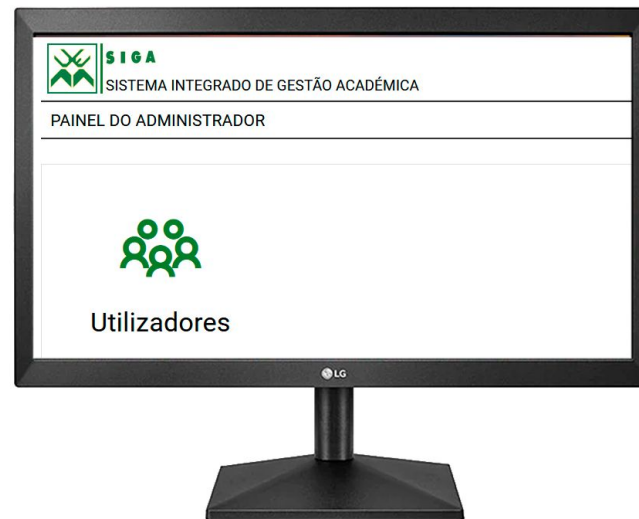 SIGA
SISTEMA INTEGRADO DE GESTÃO ACADÉMICA
PAINEL DO ADMINISTRADOR
Utilizadores
LG